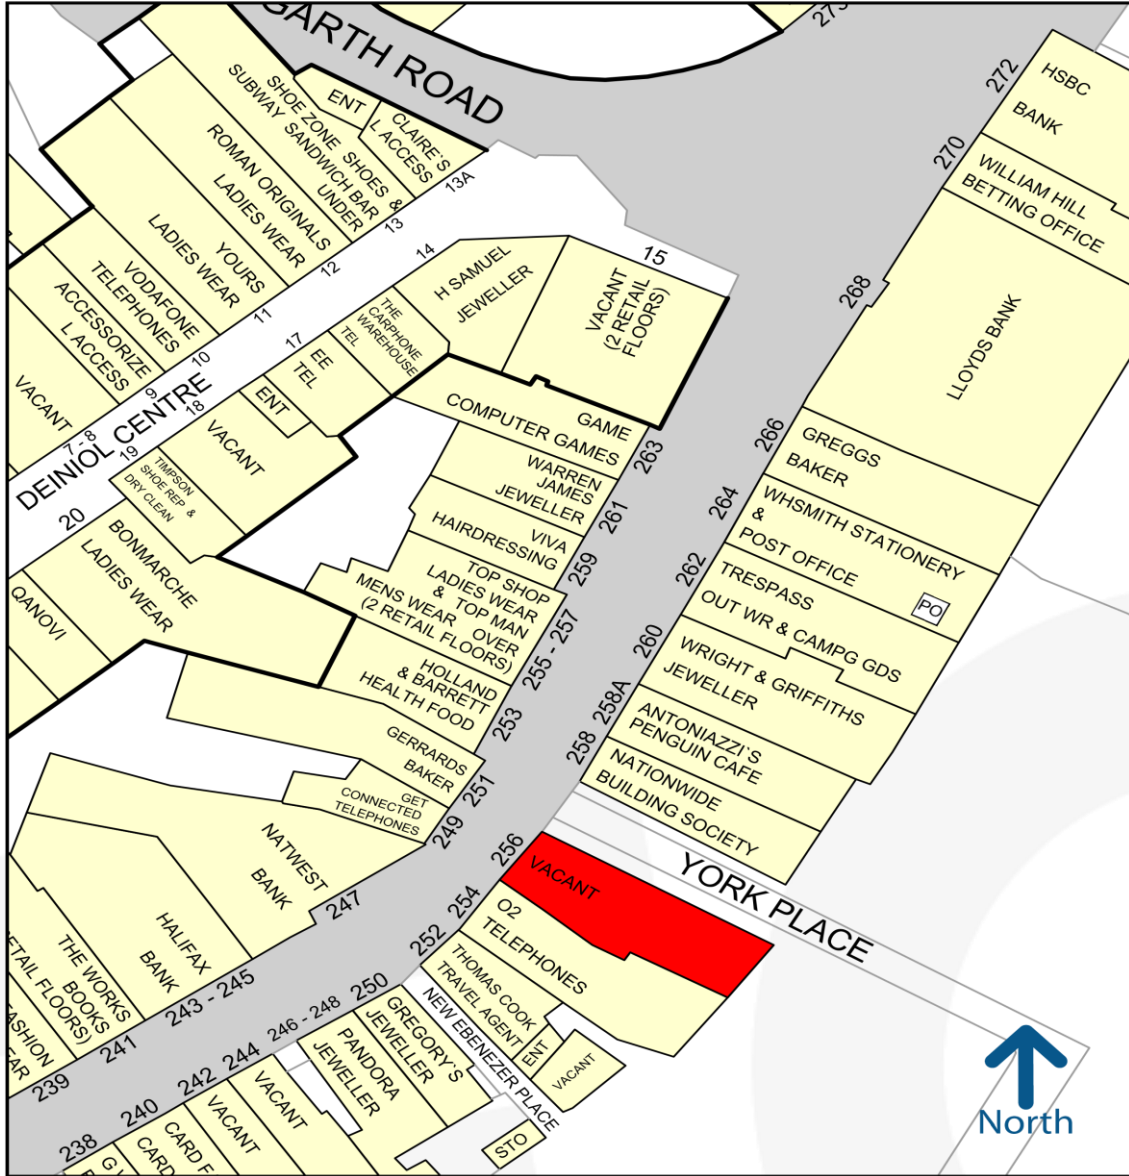 GARTH ROAD
273
272
HSBC
BANK
270
WILLIAM HILL
BETTING OFFICE
268
LLOYDS BANK
266
GREGGS
BAKER
264
WHSMITH STATIONERY
&
POST OFFICE
PO
262
TRESPASS
OUT WR & CAMPG GDS
260
WRIGHT & GRIFFITHS
JEWELLER
258A
ANTONIAZZI`S
PENGUIN CAFE
258
NATIONWIDE
BUILDING SOCIETY
YORK PLACE
256
VACANT
254
O2
TELEPHONES
252
THOMAS COOK
TRAVEL AGENT
ENT
VACANT
NEW EBENEZER PLACE
STO
250
GREGORY`S
JEWELLER
246 - 248
PANDORA
JEWELLER
244
VACANT
242
VACANT
240
CARD F
CARD
238
G
ENT
CLAIRE`S
L ACCESS
13A
SHOE ZONE SHOES &
SUBWAY SANDWICH BAR
UNDER
13
ROMAN ORIGINALS
LADIES WEAR
12
YOURS
LADIES WEAR
11
VODAFONE
TELEPHONES
10
ACCESSORIZE
L ACCESS
9
VACANT
7 - 8
DEINIOL CENTRE
14
H SAMUEL
JEWELLER
15
VACANT
(2 RETAIL
FLOORS)
THE
CARPHONE
WAREHOUSE
TEL
17
EE
TEL
ENT
18
VACANT
19
TIMPSON
SHOE REP &
DRY CLEAN
20
BONMARCHE
LADIES WEAR
QANOVI
GAME
COMPUTER GAMES
263
WARREN
JAMES
JEWELLER
261
VIVA
HAIRDRESSING
259
TOP SHOP
LADIES WEAR
& TOP MAN
MENS WEAR OVER
(2 RETAIL FLOORS)
255 - 257
HOLLAND
& BARRETT
HEALTH FOOD
253
GERRARDS
BAKER
251
GET
CONNECTED
TELEPHONES
249
NATWEST
BANK
247
HALIFAX
BANK
243 - 245
THE WORKS
BOOKS
ETAIL FLOORS)
241
FASHION
EAR
239
North